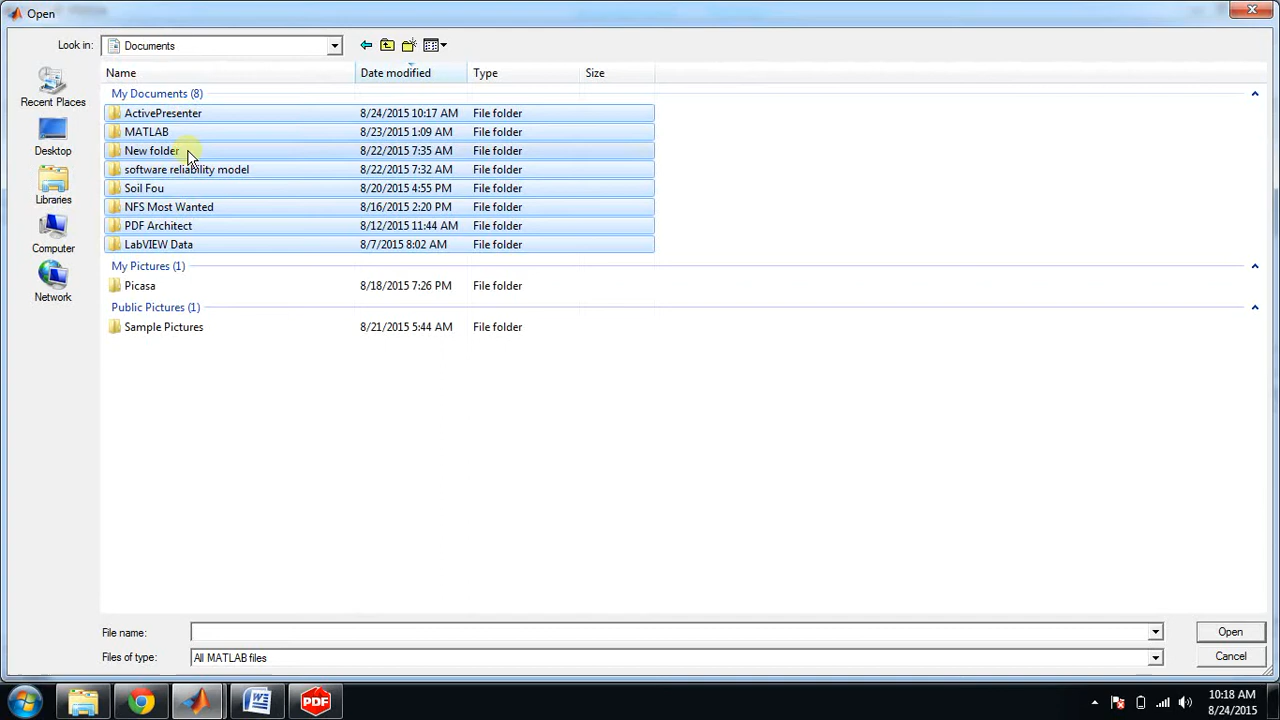 Open
Look in: Documents
Name Date modified Type Size
My Documents (8)
ActivePresenter 8/24/2015 10:17 AM File folder
MATLAB 8/23/2015 1:09 AM File folder
New folder 8/22/2015 7:35 AM File folder
software reliability model 8/22/2015 7:32 AM File folder
Soil Fou 8/20/2015 4:55 PM File folder
NFS Most Wanted 8/16/2015 2:20 PM File folder
PDF Architect 8/12/2015 11:44 AM File folder
LabVIEW Data 8/7/2015 8:02 AM File folder
My Pictures (1)
Picasa 8/18/2015 7:26 PM File folder
Public Pictures (1)
Sample Pictures 8/21/2015 5:44 AM File folder
Recent Places
Desktop
Libraries
Computer
Network
File name: Open
Files of type: All MATLAB files Cancel
W PDF 10:18 AM
8/24/2015